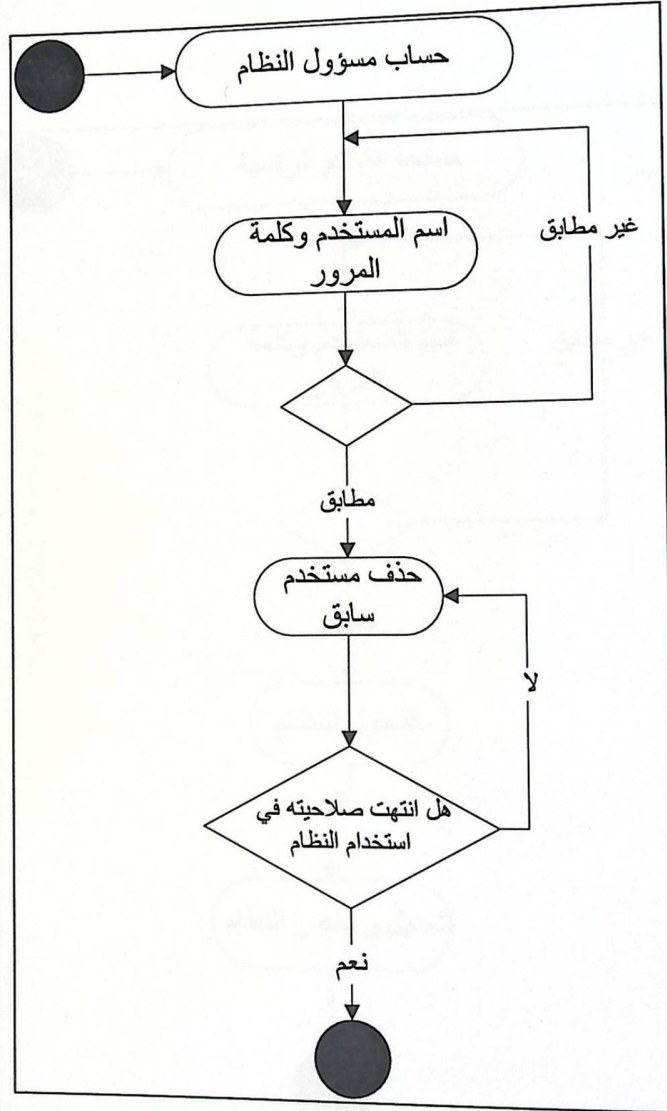 حساب مسؤول النظام
اسم المستخدم وكلمة
المرور
غير مطابق
مطابق
حذف مستخدم
سابق
لا
هل انتهت صلاحيته في
استخدام النظام
نعم